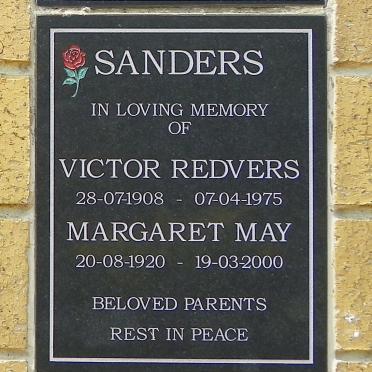 SANDERS
IN LOVING MEMORY
OF
VICTOR REDVERS
28-07-1908 - 07-04-1975
MARGARET MAY
20-08-1920 - 19-03-2000
BELOVED PARENTS
REST IN PEACE